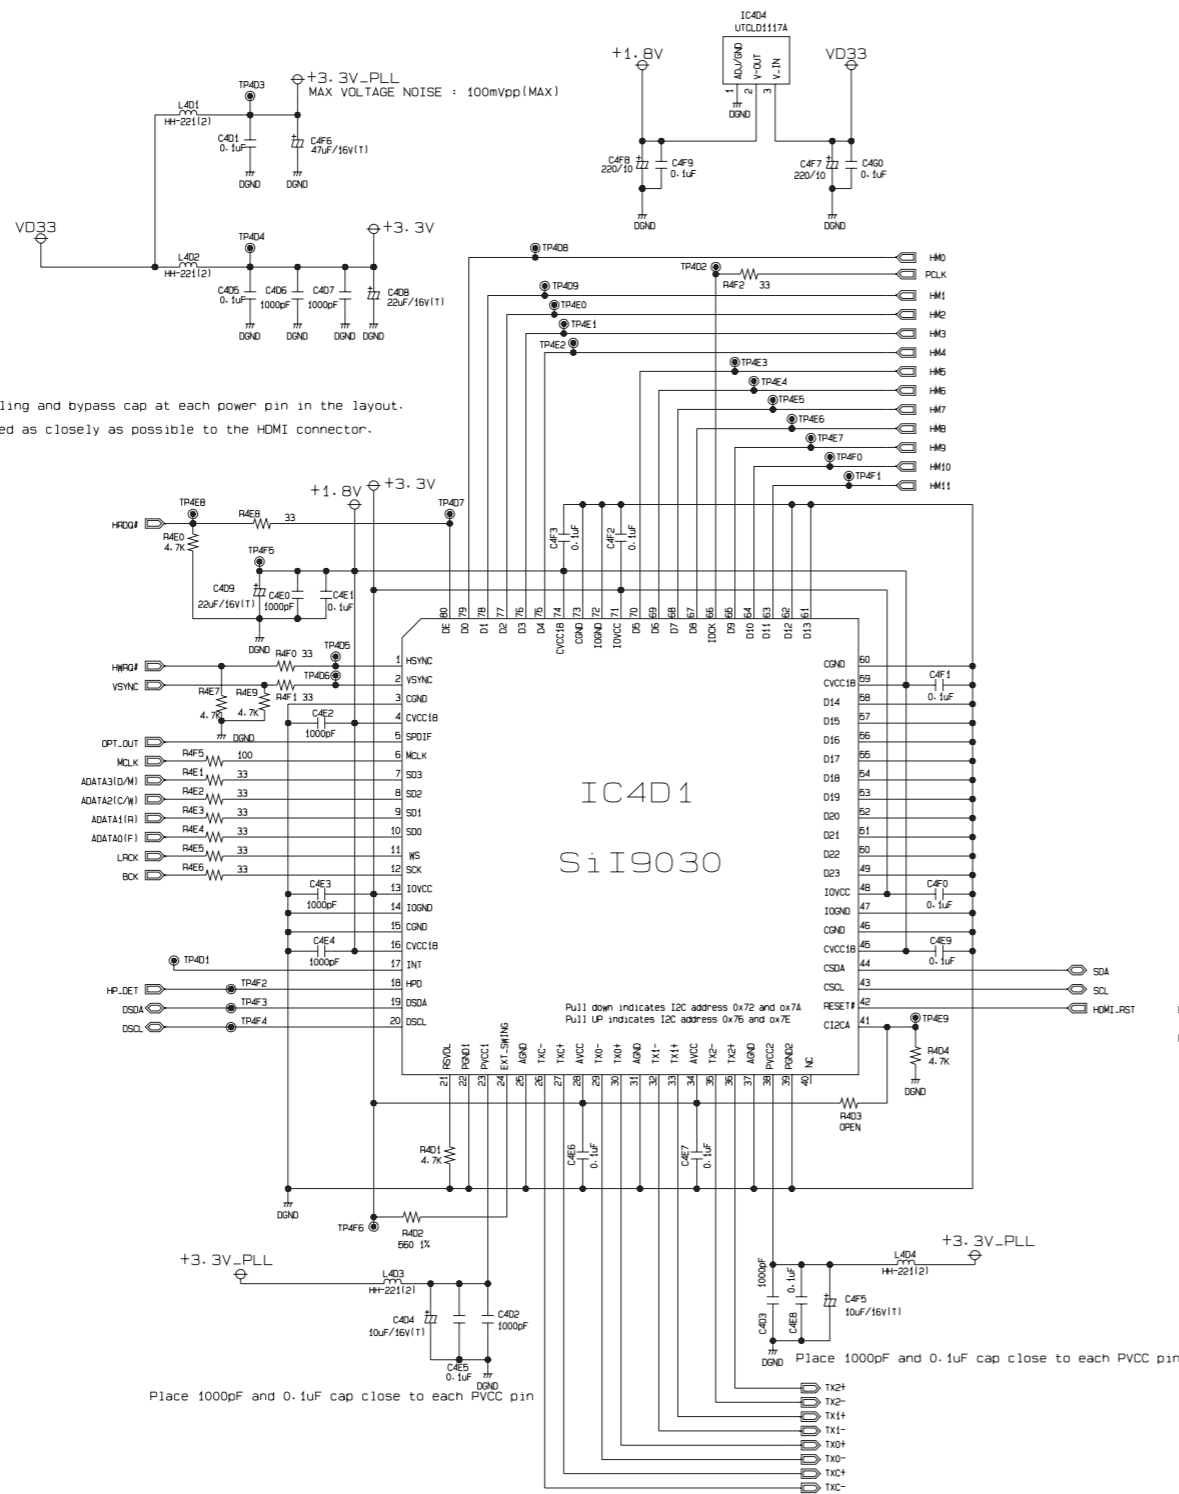 IC4D4
UTCLD1117A
+1.8V
VD33
ADJ/GND
V-OUT
V_IN
1
2
3
DGND
C4F8
220/10
C4F9
0.1uF
C4F7
220/10
C4G0
0.1uF
DGND
DGND
TP4D3
+3.3V_PLL
MAX VOLTAGE NOISE : 100mVpp(MAX)
L4D1
HH-221(2)
C4D1
0.1uF
C4F6
47uF/16V(T)
DGND
DGND
VD33
TP4D4
+3.3V
L4D2
HH-221(2)
C4D5
0.1uF
C4D6
1000pF
C4D7
1000pF
C4D8
22uF/16V(T)
DGND
DGND
DGND
DGND
ling and bypass cap at each power pin in the layout.
ed as closely as possible to the HDMI connector.
TP4D8
HM0
TP4D2
R4F2
33
PCLK
TP4D9
HM1
TP4E0
HM2
TP4E1
HM3
TP4E2
HM4
TP4E3
HM5
TP4E4
HM6
TP4E5
HM7
TP4E6
HM8
TP4E7
HM9
TP4F0
HM10
TP4F1
HM11
+1.8V
+3.3V
TP4E8
TP4D7
HRDQ#
R4E8
33
R4E0
4.7K
TP4F5
C4D9
22uF/16V(T)
C4E0
1000pF
C4E1
0.1uF
DGND
C4F3
0.1uF
C4F2
0.1uF
80
79
78
77
76
75
74
73
72
71
70
69
68
67
66
65
64
63
62
61
DE
D0
D1
D2
D3
D4
CVCC18
CGND
IOGND
IOVCC
D5
D6
D7
D8
IDCK
D9
D10
D11
D12
D13
HWRQ#
R4F0
33
TP4D5
VSYNC
TP4D6
R4F1
33
R4E7
4.7K
R4E9
4.7K
DGND
C4E2
1000pF
OPT_OUT
MCLK
R4F5
100
ADATA3(D/M)
R4E1
33
ADATA2(C/W)
R4E2
33
ADATA1(R)
R4E3
33
ADATA0(F)
R4E4
33
LRCK
R4E5
33
BCK
R4E6
33
C4E3
1000pF
C4E4
1000pF
TP4D1
HP_DET
TP4F2
DSDA
TP4F3
DSCL
TP4F4
1 HSYNC
2 VSYNC
3 CGND
4 CVCC18
5 SPDIF
6 MCLK
7 SD3
8 SD2
9 SD1
10 SD0
11 WS
12 SCK
13 IOVCC
14 IOGND
15 CGND
16 CVCC18
17 INT
18 HPD
19 DSDA
20 DSCL
IC4D1
SiI9030
Pull down indicates I2C address 0x72 and ox7A
Pull UP indicates I2C address 0x76 and ox7E
CGND 60
CVCC18 59
D14 58
D15 57
D16 56
D17 55
D18 54
D19 53
D20 52
D21 51
D22 50
D23 49
IOVCC 48
IOGND 47
CGND 46
CVCC18 45
CSDA 44
CSCL 43
RESET# 42
CI2CA 41
C4F1
0.1uF
C4F0
0.1uF
C4E9
0.1uF
SDA
SCL
HDMI_RST
TP4E9
R4D4
4.7K
DGND
RSVDL
PGND1
PVCC1
EXT_SWING
AGND
TXC-
TXC+
AVCC
TX0-
TX0+
AGND
TX1-
TX1+
AVCC
TX2-
TX2+
AGND
PVCC2
PGND2
NC
21
22
23
24
25
26
27
28
29
30
31
32
33
34
35
36
37
38
39
40
R4D3
OPEN
R4D1
4.7K
C4E6
0.1uF
C4E7
0.1uF
DGND
TP4F6
R4D2
560 1%
+3.3V_PLL
L4D3
HH-221(2)
C4D4
10uF/16V(T)
C4E5
0.1uF
C4D2
1000pF
DGND
Place 1000pF and 0.1uF cap close to each PVCC pin
+3.3V_PLL
L4D4
HH-221(2)
1000pF
C4D3
0.1uF
C4E8
C4F5
10uF/16V(T)
DGND
Place 1000pF and 0.1uF cap close to each PVCC pin
TX2+
TX2-
TX1+
TX1-
TX0+
TX0-
TXC+
TXC-